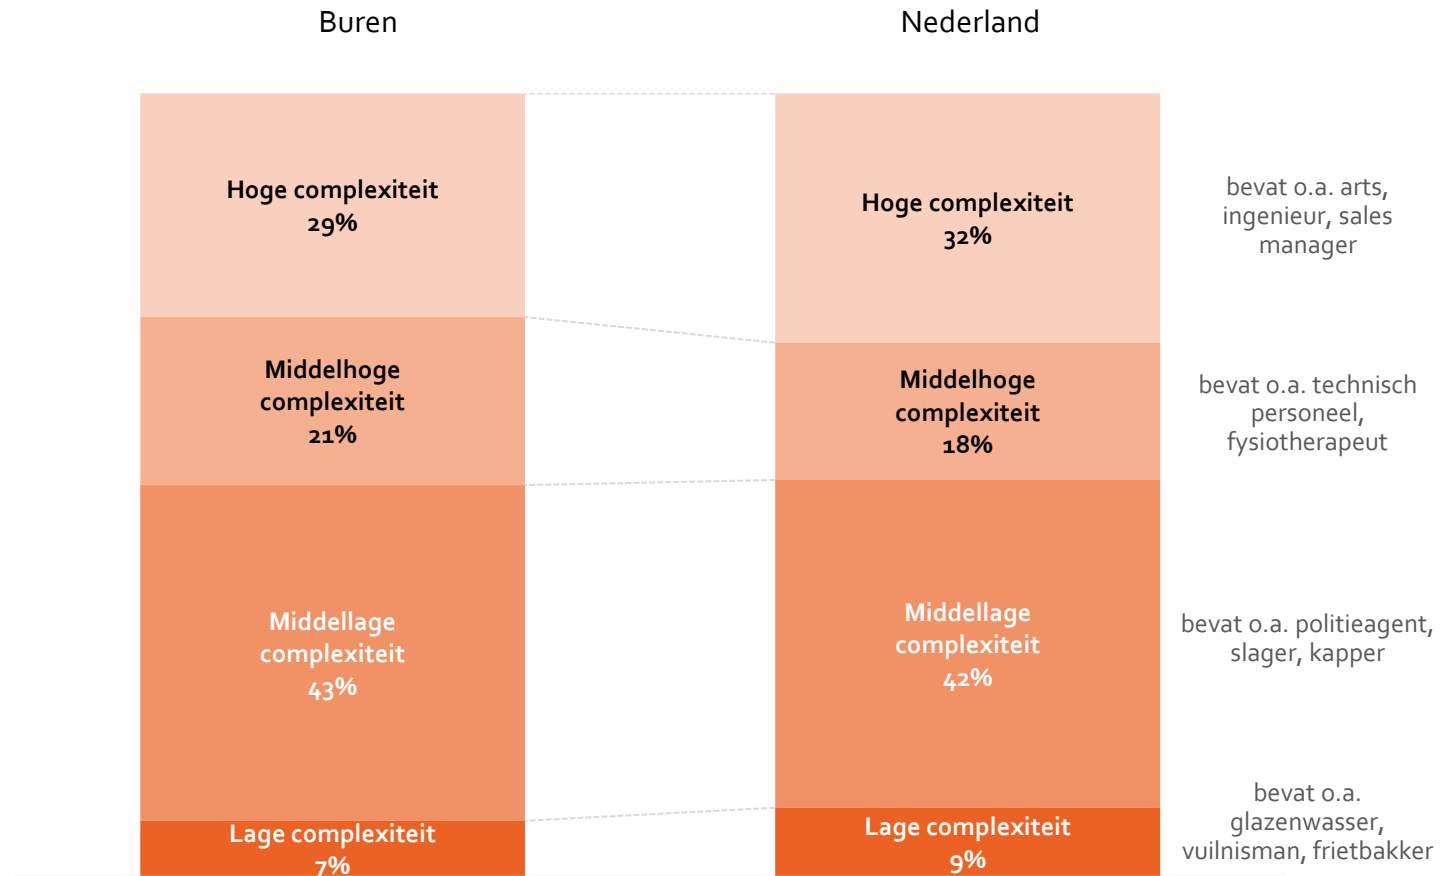 Buren
Nederland
Hoge complexiteit
29%
Hoge complexiteit
32%
bevat o.a. arts,
ingenieur, sales
manager
Middelhoge
complexiteit
21%
Middelhoge
complexiteit
18%
bevat o.a. technisch
personeel,
fysiotherapeut
Middellage
complexiteit
43%
Middellage
complexiteit
42%
bevat o.a. politieagent,
slager, kapper
Lage complexiteit
7%
Lage complexiteit
9%
bevat o.a.
glazenwasser,
vuilnisman, frietbakker